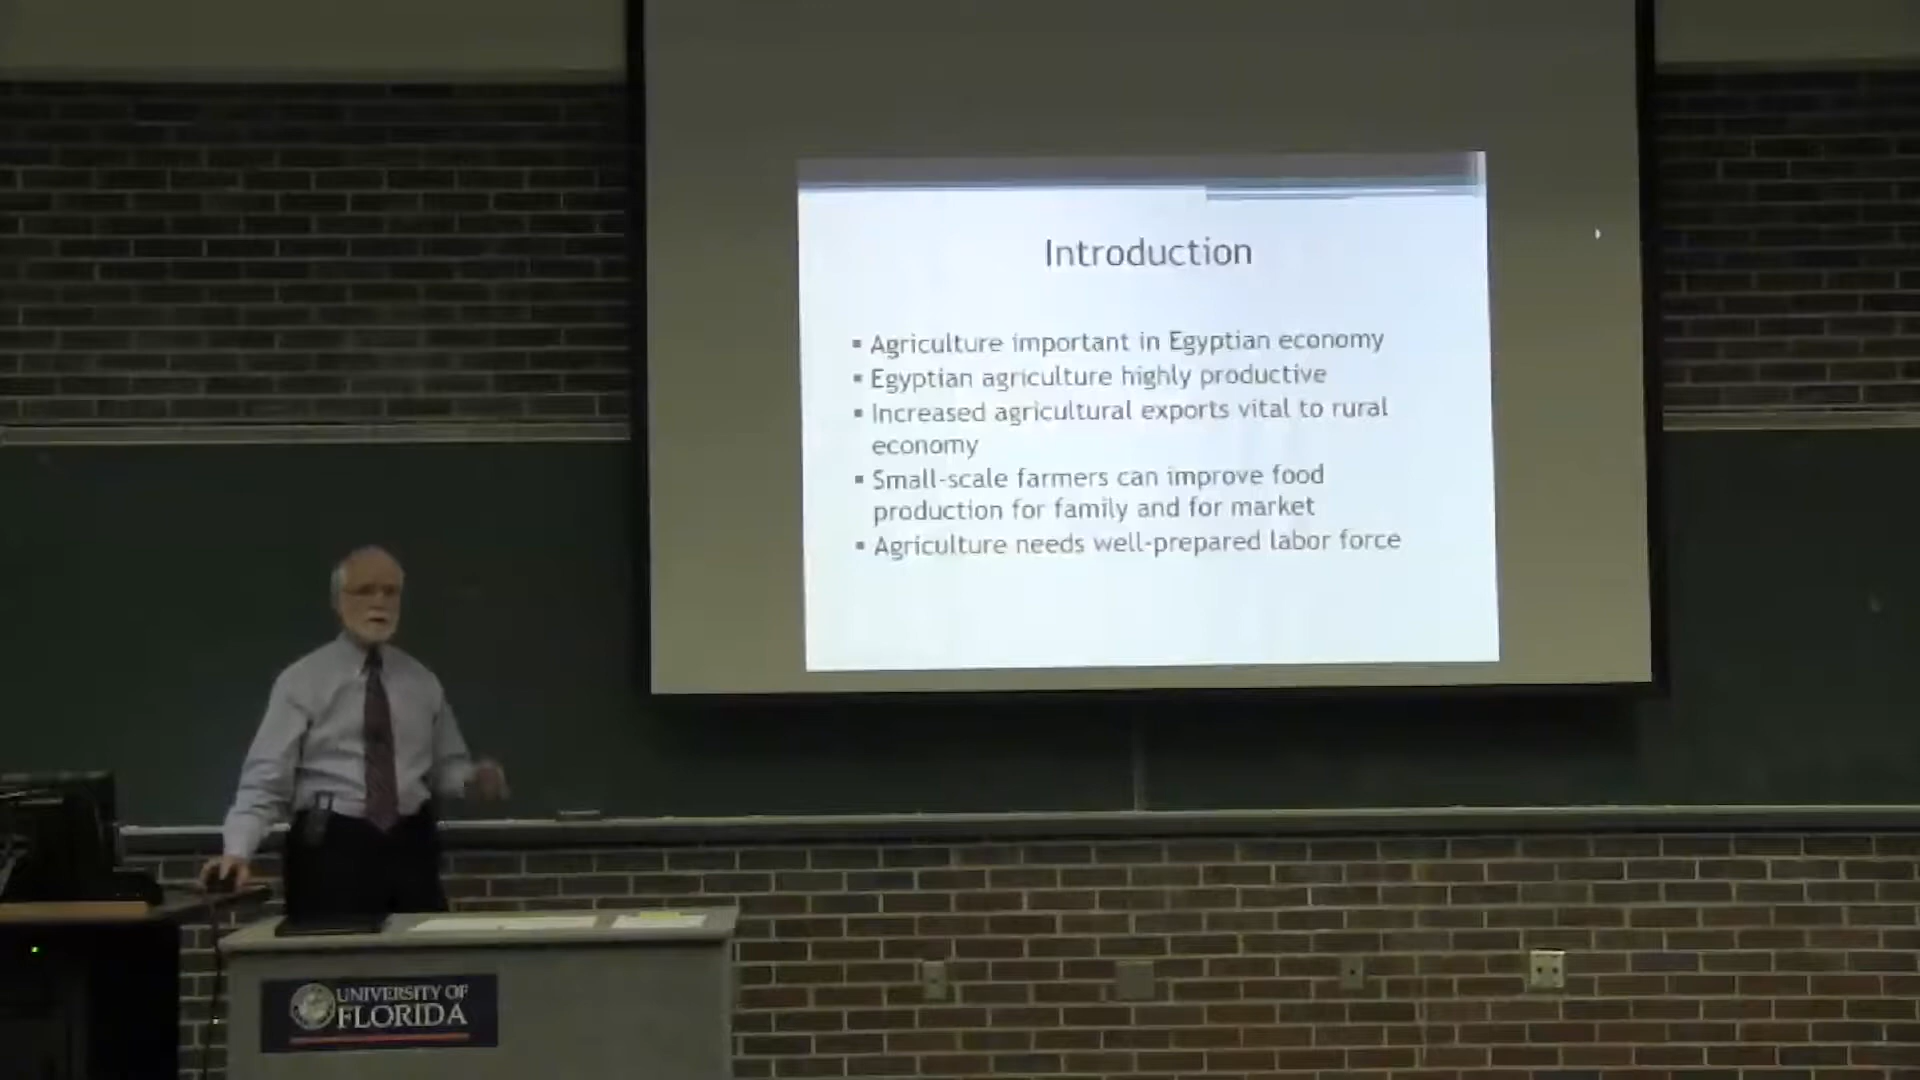 Introduction
▪ Agriculture important in Egyptian economy
▪ Egyptian agriculture highly productive
▪ Increased agricultural exports vital to rural
economy
▪ Small-scale farmers can improve food
production for family and for market
▪ Agriculture needs well-prepared labor force
UNIVERSITY OF
FLORIDA